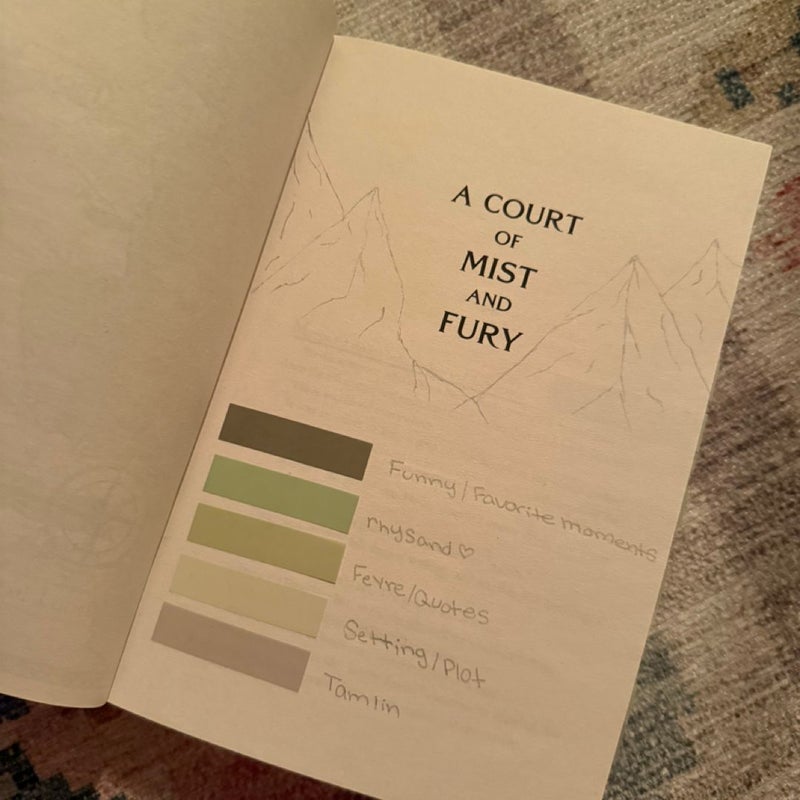 A COURT
OF
MIST
AND
FURY
Funny/Favorite moments
rhysand ♡
Feyre/Quotes
Setting/Plot
Tamlin